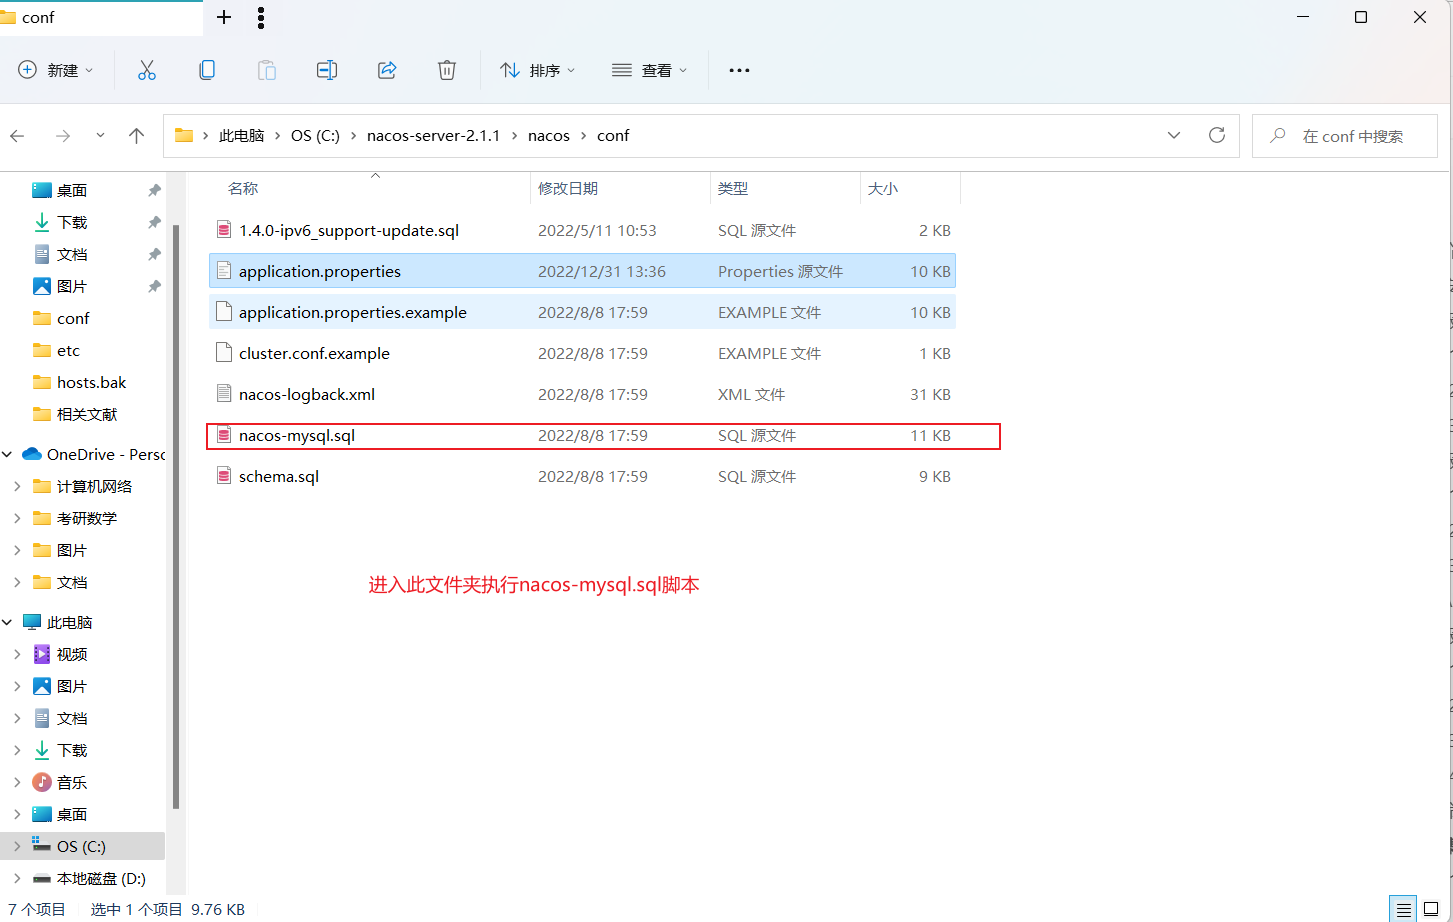 conf
新建
排序
查看
此电脑 OS (C:) nacos-server-2.1.1 nacos conf
在 conf 中搜索
名称 修改日期 类型 大小
1.4.0-ipv6_support-update.sql 2022/5/11 10:53 SQL 源文件 2 KB
application.properties 2022/12/31 13:36 Properties 源文件 10 KB
application.properties.example 2022/8/8 17:59 EXAMPLE 文件 10 KB
cluster.conf.example 2022/8/8 17:59 EXAMPLE 文件 1 KB
nacos-logback.xml 2022/8/8 17:59 XML 文件 31 KB
nacos-mysql.sql 2022/8/8 17:59 SQL 源文件 11 KB
schema.sql 2022/8/8 17:59 SQL 源文件 9 KB
进入此文件夹执行nacos-mysql.sql脚本
桌面
下载
文档
图片
conf
etc
hosts.bak
相关文献
OneDrive - Persc
计算机网络
考研数学
图片
文档
此电脑
视频
图片
文档
下载
音乐
桌面
OS (C:)
本地磁盘 (D:)
7 个项目 选中 1 个项目 9.76 KB